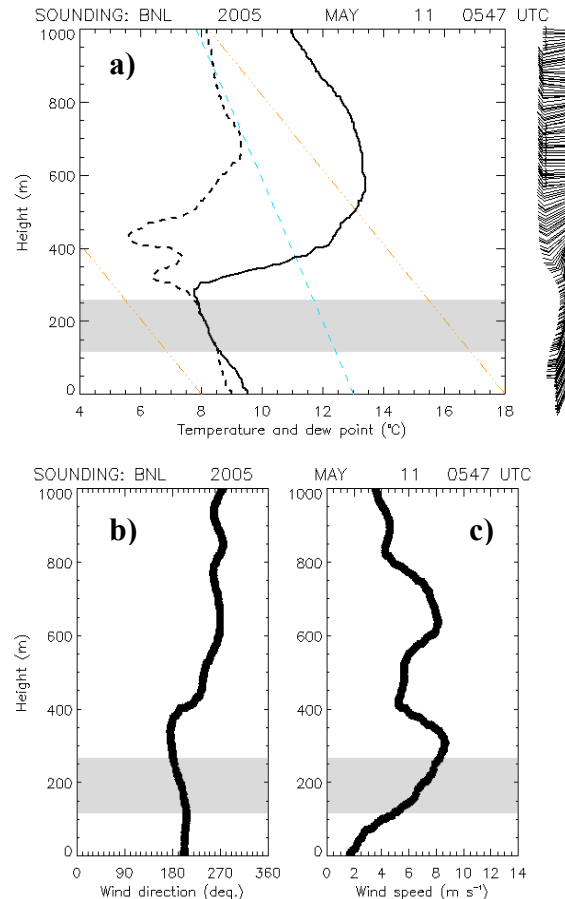 SOUNDING: BNL 2005 MAY 11 0547 UTC
a)
1000
800
600
400
200
0
Height (m)
4 6 8 10 12 14 16 18
Temperature and dew point (°C)
SOUNDING: BNL 2005 MAY 11 0547 UTC
b)
c)
1000
800
600
400
200
0
Height (m)
0 90 180 270 360
Wind direction (deg.)
1000
800
600
400
200
0
0 2 4 6 8 10 12 14
Wind speed (m s⁻¹)